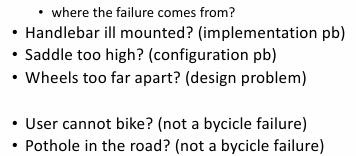 • where the failure comes from?
• Handlebar ill mounted? (implementation pb)
• Saddle too high? (configuration pb)
• Wheels too far apart? (design problem)
• User cannot bike? (not a bycicle failure)
• Pothole in the road? (not a bycicle failure)